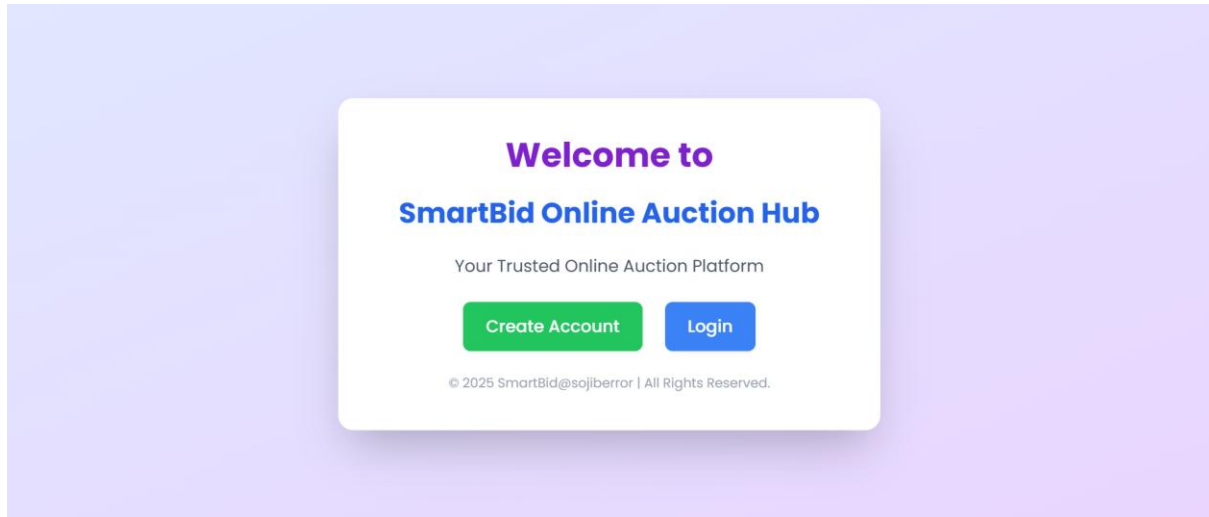 Welcome to
SmartBid Online Auction Hub
Your Trusted Online Auction Platform
Create Account Login
© 2025 SmartBid@sojiberror | All Rights Reserved.